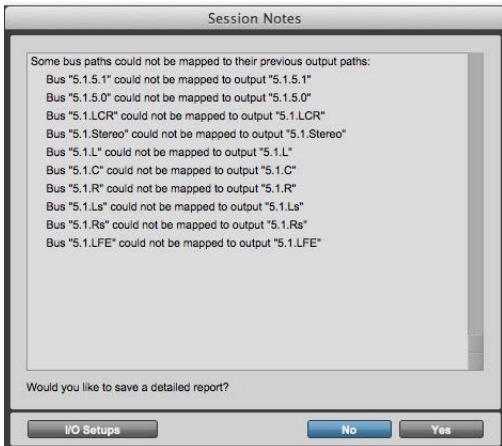 Session Notes
Some bus paths could not be mapped to their previous output paths:
Bus "5.1.5.1" could not be mapped to output "5.1.5.1"
Bus "5.1.5.0" could not be mapped to output "5.1.5.0"
Bus "5.1.LCR" could not be mapped to output "5.1.LCR"
Bus "5.1.Stereo" could not be mapped to output "5.1.Stereo"
Bus "5.1.L" could not be mapped to output "5.1.L"
Bus "5.1.C" could not be mapped to output "5.1.C"
Bus "5.1.R" could not be mapped to output "5.1.R"
Bus "5.1.Ls" could not be mapped to output "5.1.Ls"
Bus "5.1.Rs" could not be mapped to output "5.1.Rs"
Bus "5.1.LFE" could not be mapped to output "5.1.LFE"
Would you like to save a detailed report?
I/O Setups No Yes